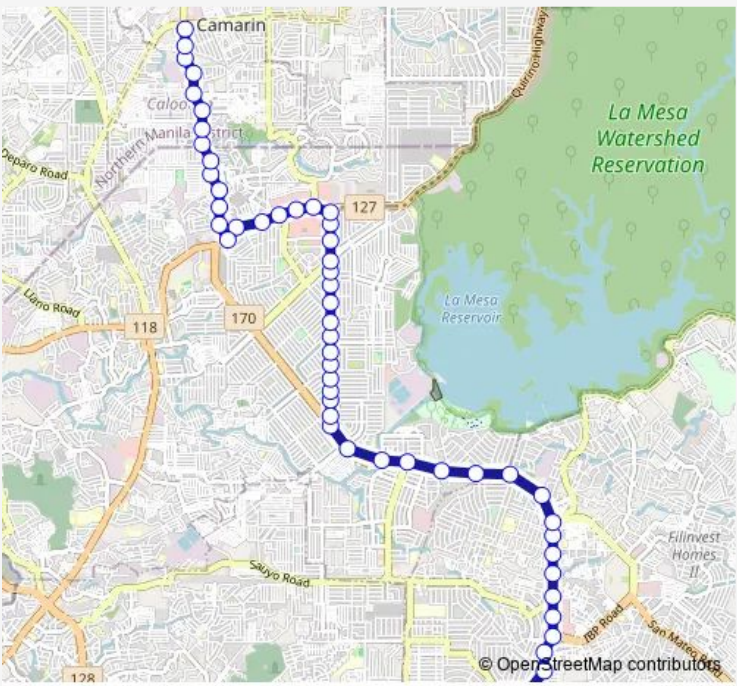 Camarin
Quirino Highway
Caloocan
Northern Manila District
La Mesa
Watershed
Reservation
Deparo Road
127
Llano Road
118
170
La Mesa
Reservoir
Sauyo Road
Filinvest
Homes
II
IBP Road
San Mateo Road
128
© OpenStreetMap contributors